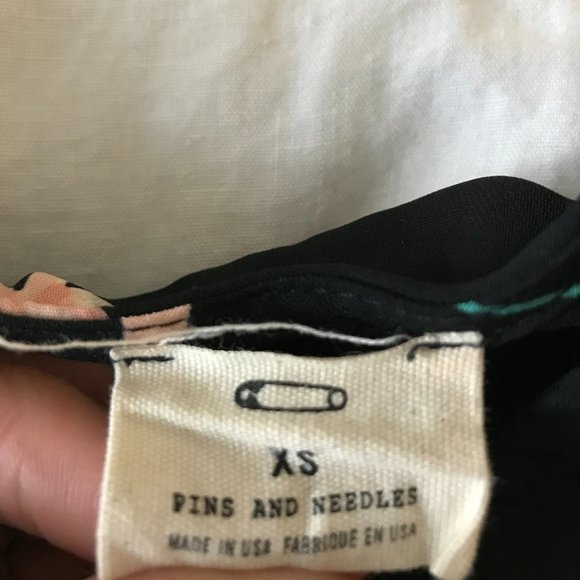 XS
PINS AND NEEDLES
MADE IN USA FABRIQUE EN USA